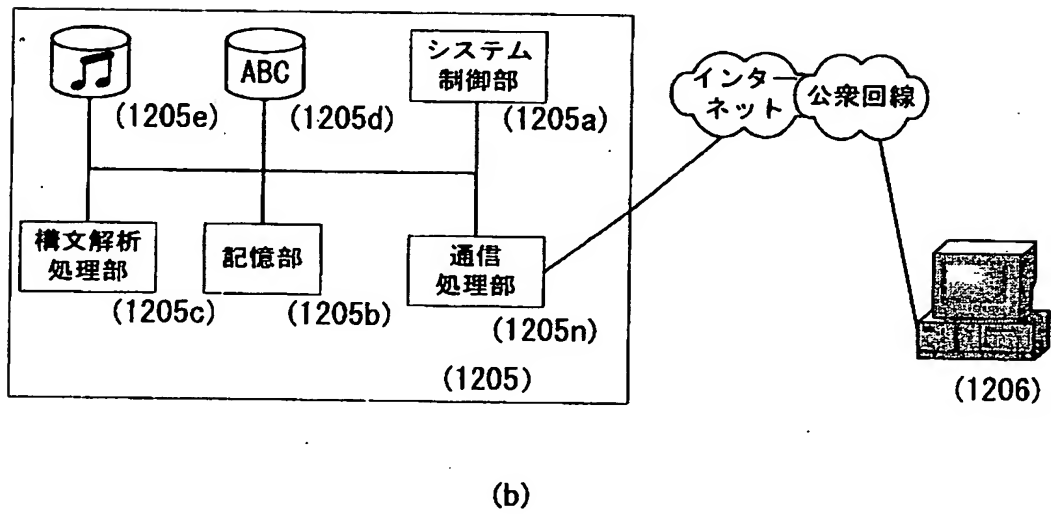 ABC
システム
制御部
(1205e)
(1205d)
(1205a)
インター
ネット
公衆回線
構文解析
処理部
記憶部
通信
処理部
(1205c)
(1205b)
(1205n)
(1205)
(1206)
(b)